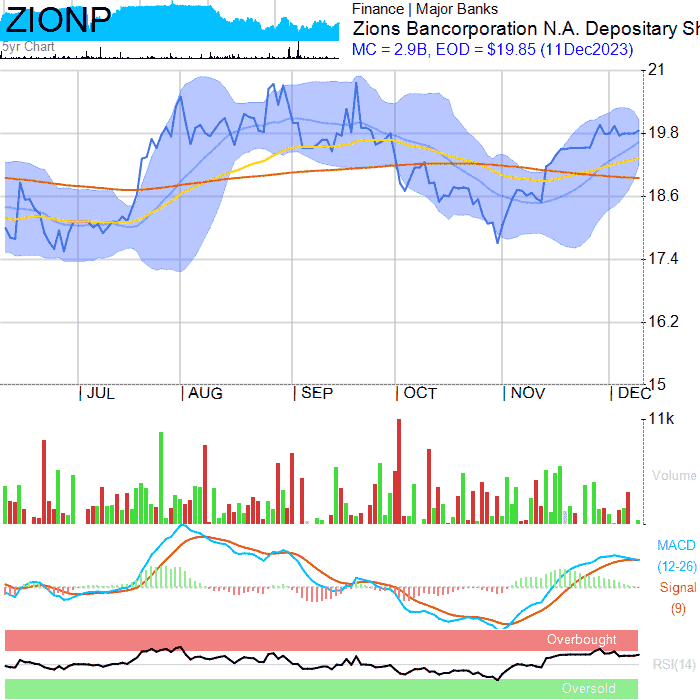 ZIONP
5yr Chart
Finance | Major Banks
Zions Bancorporation N.A. Depositary Sh
MC = 2.9B, EOD = $19.85 (11Dec2023)
21
19.8
18.6
17.4
16.2
15
JUL
AUG
SEP
OCT
NOV
DEC
11k
Volume
MACD
(12-26)
Signal
(9)
Overbought
RSI(14)
Oversold